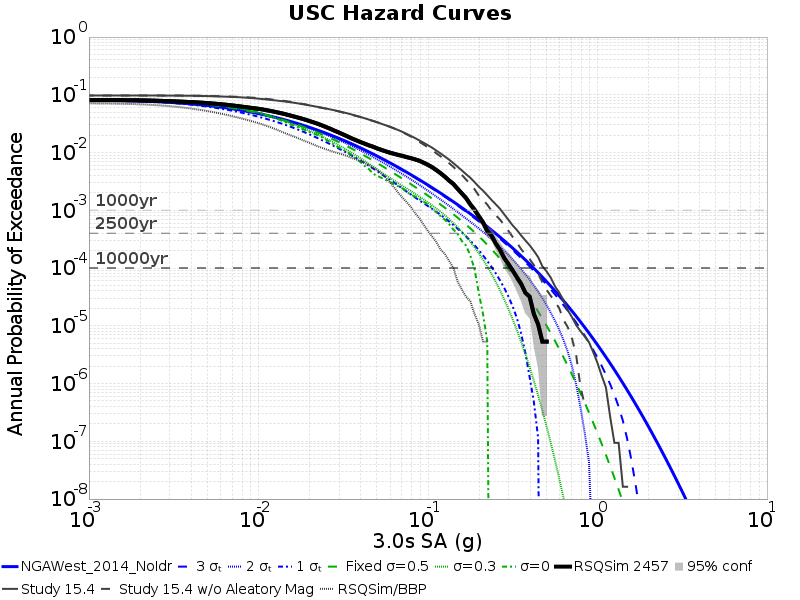 USC Hazard Curves
Annual Probability of Exceedance
10^0
10^-1
10^-2
10^-3
10^-4
10^-5
10^-6
10^-7
10^-8
1000yr
2500yr
10000yr
10^-3 10^-2 10^-1 10^0 10^1
3.0s SA (g)
NGAWest_2014_NoIdr 3 σₜ 2 σₜ 1 σₜ Fixed σ=0.5 σ=0.3 σ=0 RSQSim 2457 95% conf
Study 15.4 Study 15.4 w/o Aleatory Mag RSQSim/BBP